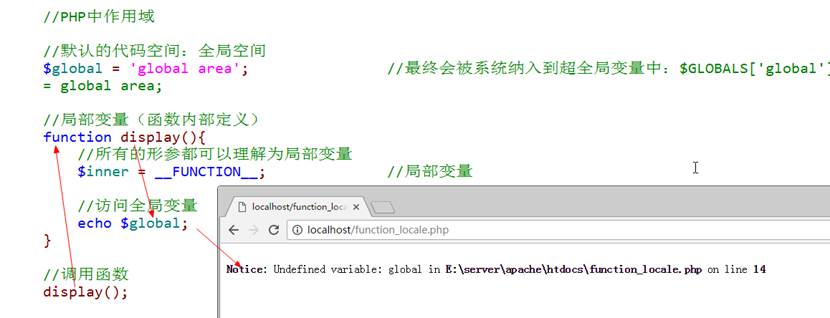 //PHP中作用域
//默认的代码空间：全局空间
$global = 'global area'; //最终会被系统纳入到超全局变量中：$GLOBALS['global']
= global area;
//局部变量（函数内部定义）
function display(){
//所有的形参都可以理解为局部变量
$inner = __FUNCTION__; //局部变量
//访问全局变量
echo $global;
}
//调用函数
display();
localhost/function_loc
localhost/function_locale.php
Notice: Undefined variable: global in E:\server\apache\htdocs\function_locale.php on line 14